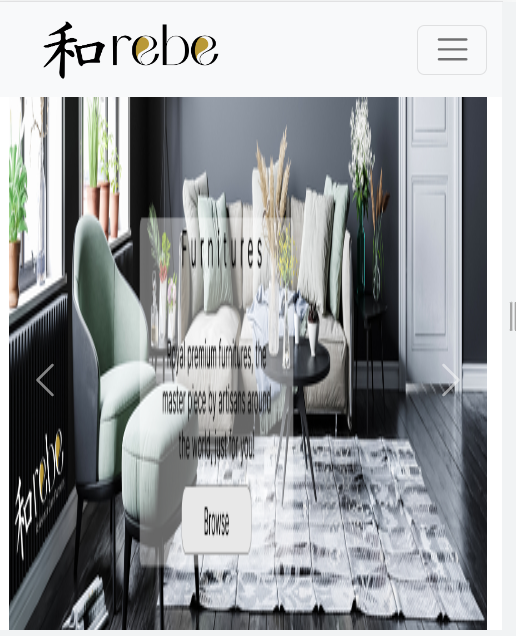 和rebe
Furnitures
Royal premium furnitures, the
master piece by artisans around
the world, just for you!
Browse
和rebe